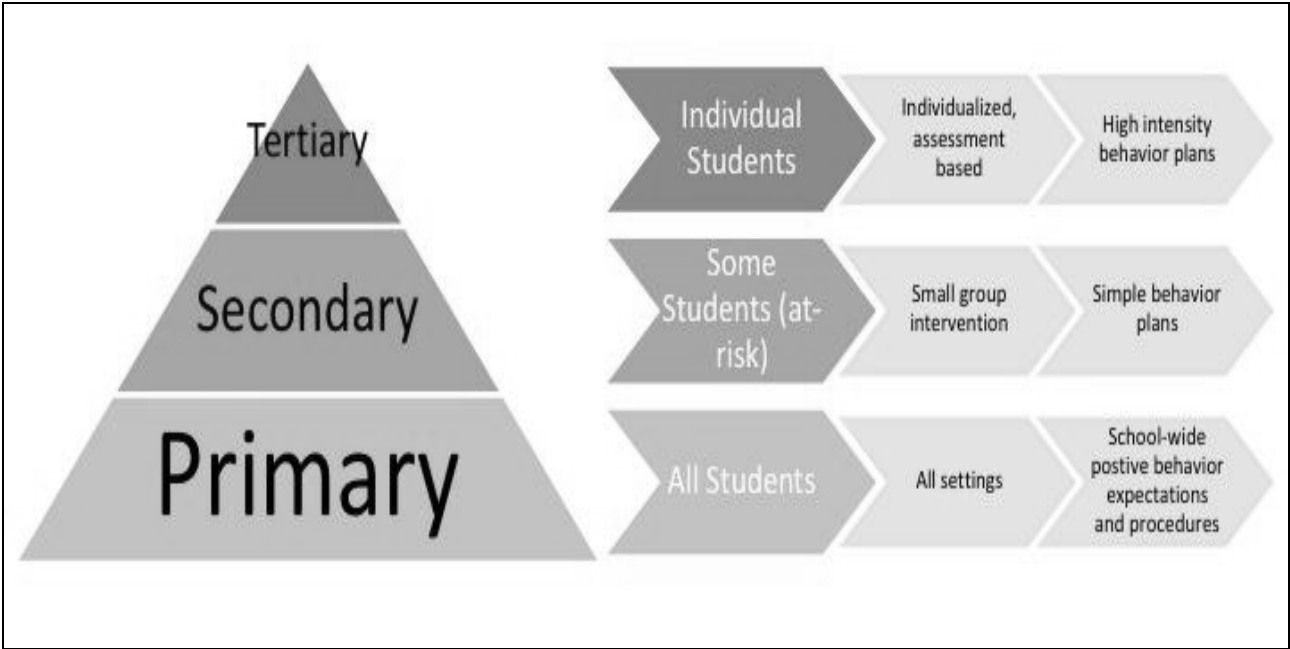 Tertiary
Individual
Students
Individualized,
assessment
based
High intensity
behavior plans
Secondary
Some
Students (at-
risk)
Small group
intervention
Simple behavior
plans
Primary
All Students
All settings
School-wide
postive behavior
expectations
and procedures